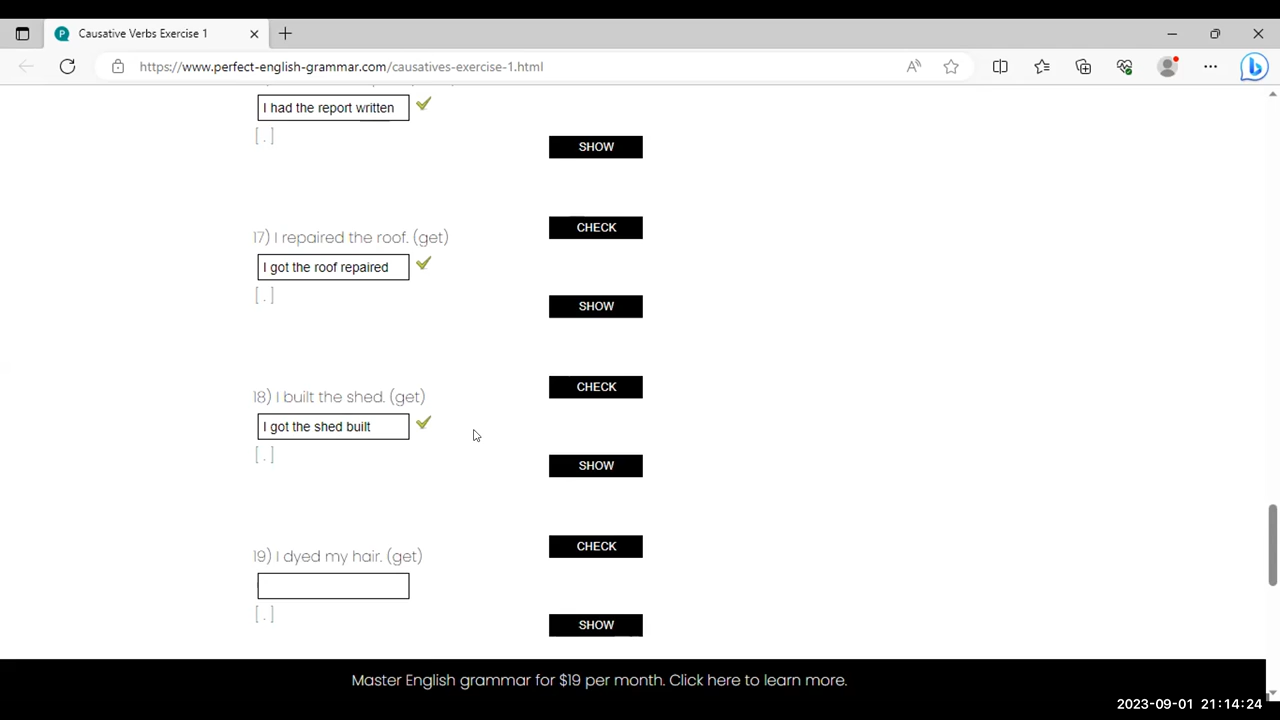 Causative Verbs Exercise 1
https://www.perfect-english-grammar.com/causatives-exercise-1.html
I had the report written
[ . ]
SHOW
CHECK
17) I repaired the roof. (get)
I got the roof repaired
[ . ]
SHOW
CHECK
18) I built the shed. (get)
I got the shed built
[ . ]
SHOW
CHECK
19) I dyed my hair. (get)
[ . ]
SHOW
Master English grammar for $19 per month. Click here to learn more.
2023-09-01 21:14:24